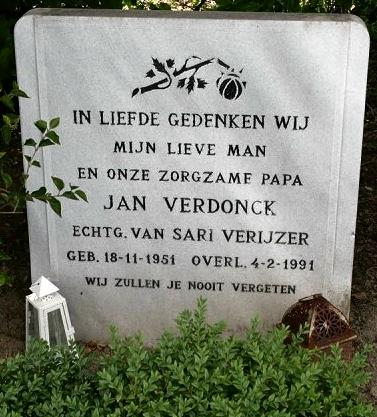 IN LIEFDE GEDENKEN WIJ
MIJN LIEVE MAN
EN ONZE ZORGZAME PAPA
JAN VERDONCK
ECHTG. VAN SARI VERIJZER
GEB. 18-11-1951 OVERL. 4-2-1991
WIJ ZULLEN JE NOOIT VERGETEN